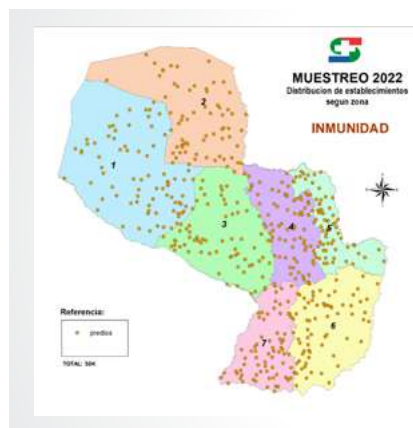 MUESTREO 2022
Distribucion de establecimientos
segun zona
INMUNIDAD
2
1
3
4
5
6
7
Referencia:
predios
TOTAL: 504